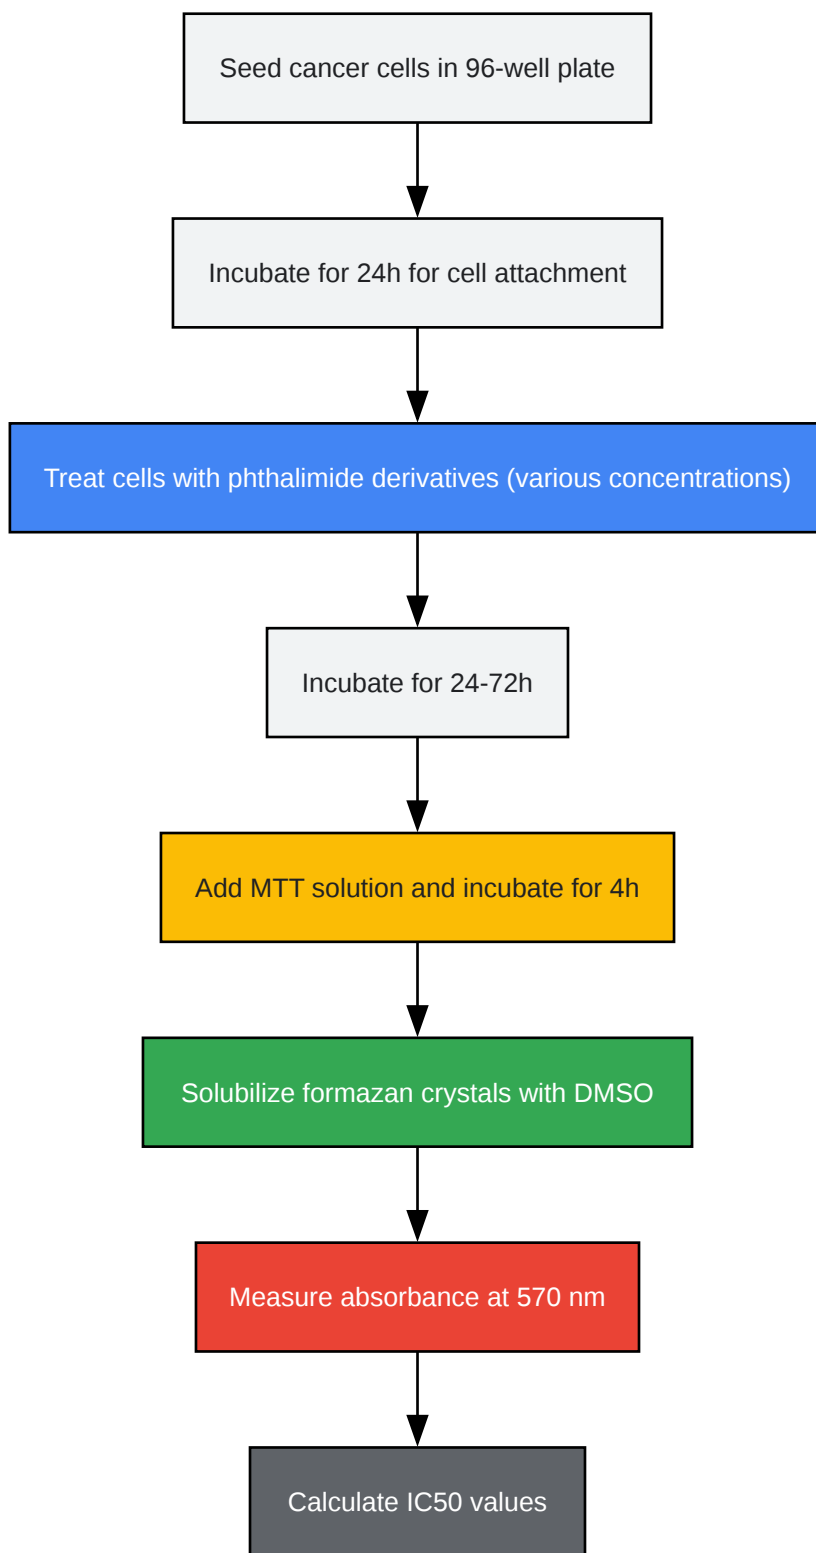 Seed cancer cells in 96-well plate
Incubate for 24h for cell attachment
Treat cells with phthalimide derivatives (various concentrations)
Incubate for 24-72h
Add MTT solution and incubate for 4h
Solubilize formazan crystals with DMSO
Measure absorbance at 570 nm
Calculate IC50 values